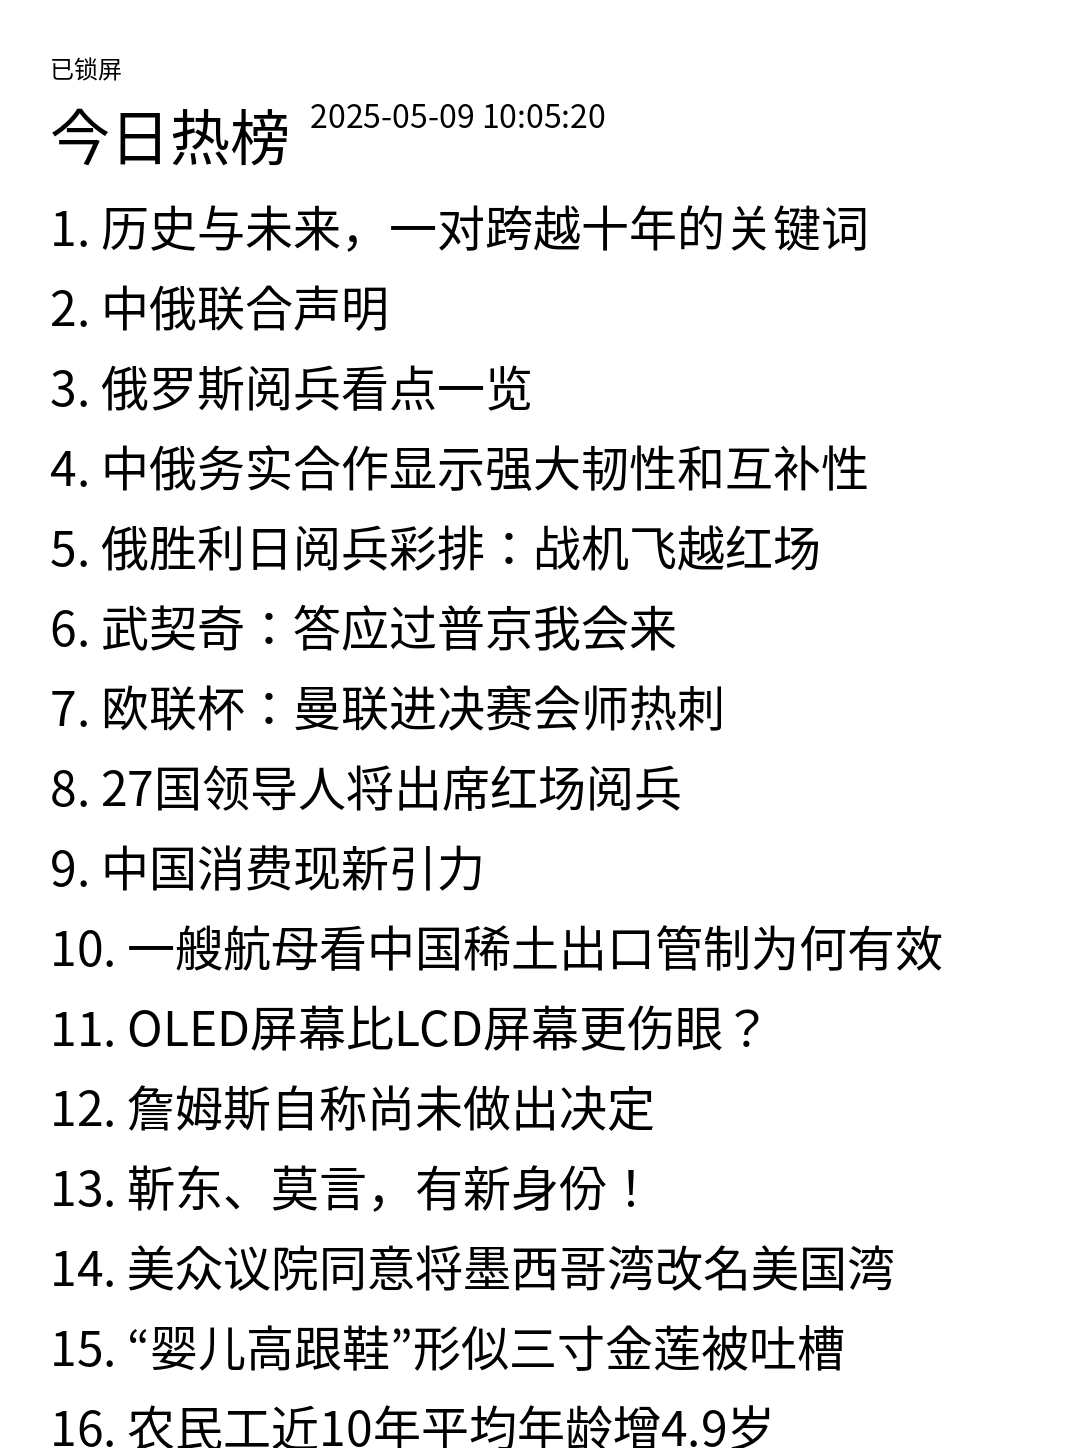 已锁屏
今日热榜 2025-05-09 10:05:20
1. 历史与未来，一对跨越十年的关键词
2. 中俄联合声明
3. 俄罗斯阅兵看点一览
4. 中俄务实合作显示强大韧性和互补性
5. 俄胜利日阅兵彩排：战机飞越红场
6. 武契奇：答应过普京我会来
7. 欧联杯：曼联进决赛会师热刺
8. 27国领导人将出席红场阅兵
9. 中国消费现新引力
10. 一艘航母看中国稀土出口管制为何有效
11. OLED屏幕比LCD屏幕更伤眼？
12. 詹姆斯自称尚未做出决定
13. 靳东、莫言，有新身份！
14. 美众议院同意将墨西哥湾改名美国湾
15. “婴儿高跟鞋”形似三寸金莲被吐槽
16. 农民工近10年平均年龄增4.9岁